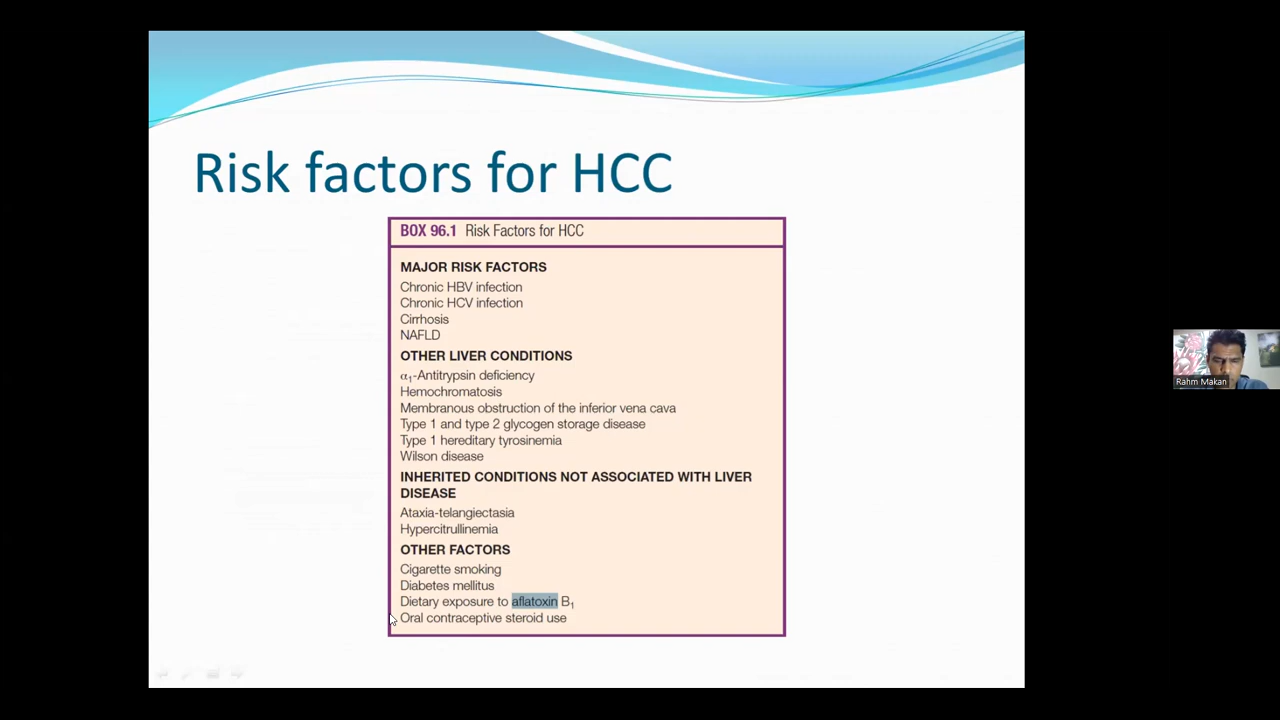 Risk factors for HCC
BOX 96.1 Risk Factors for HCC
MAJOR RISK FACTORS
Chronic HBV infection
Chronic HCV infection
Cirrhosis
NAFLD
OTHER LIVER CONDITIONS
α1-Antitrypsin deficiency
Hemochromatosis
Membranous obstruction of the inferior vena cava
Type 1 and type 2 glycogen storage disease
Type 1 hereditary tyrosinemia
Wilson disease
INHERITED CONDITIONS NOT ASSOCIATED WITH LIVER
DISEASE
Ataxia-telangiectasia
Hypercitrullinemia
OTHER FACTORS
Cigarette smoking
Diabetes mellitus
Dietary exposure to aflatoxin B1
Oral contraceptive steroid use
Rahm Makan